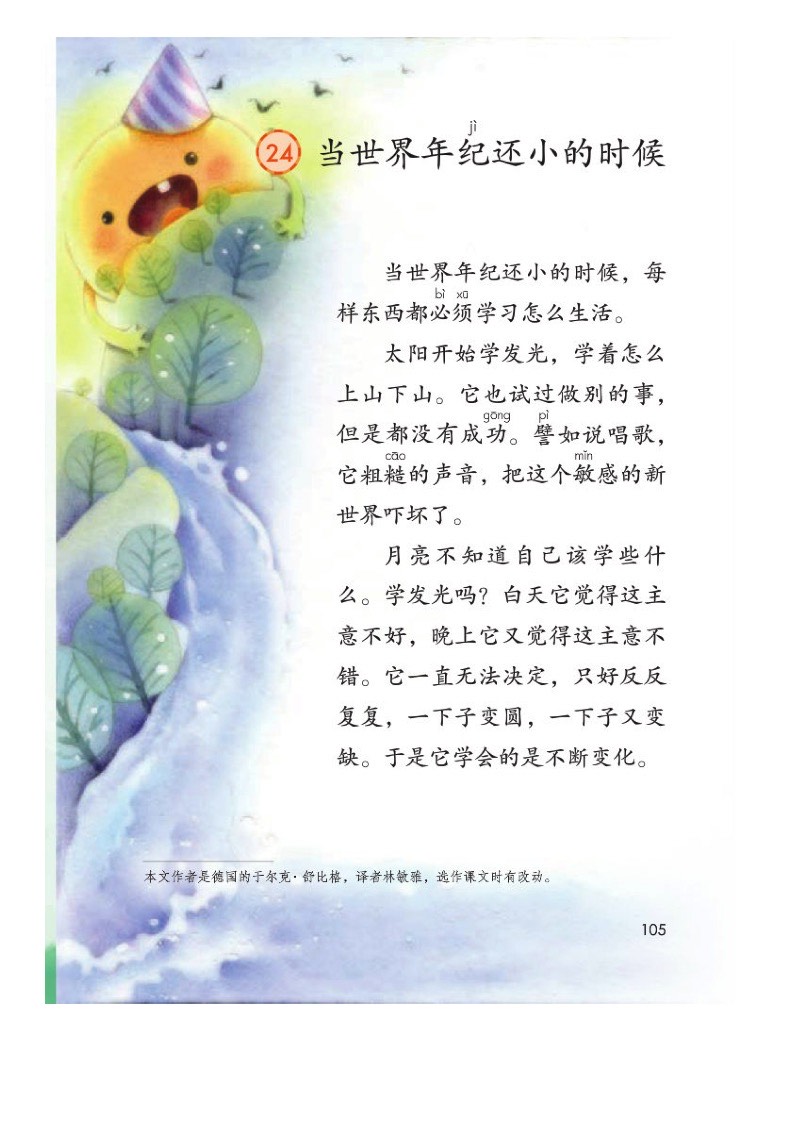 jì
24 当世界年纪还小的时候
当世界年纪还小的时候，每
bì xū
样东西都必须学习怎么生活。
太阳开始学发光，学着怎么
上山下山。它也试过做别的事，
gōng pì
但是都没有成功。譬如说唱歌，
cāo mǐn
它粗糙的声音，把这个敏感的新
世界吓坏了。
月亮不知道自己该学些什
么。学发光吗？白天它觉得这主
意不好，晚上它又觉得这主意不
错。它一直无法决定，只好反反
复复，一下子变圆，一下子又变
缺。于是它学会的是不断变化。
本文作者是德国的于尔克·舒比格，译者林敏雅，选作课文时有改动。
105